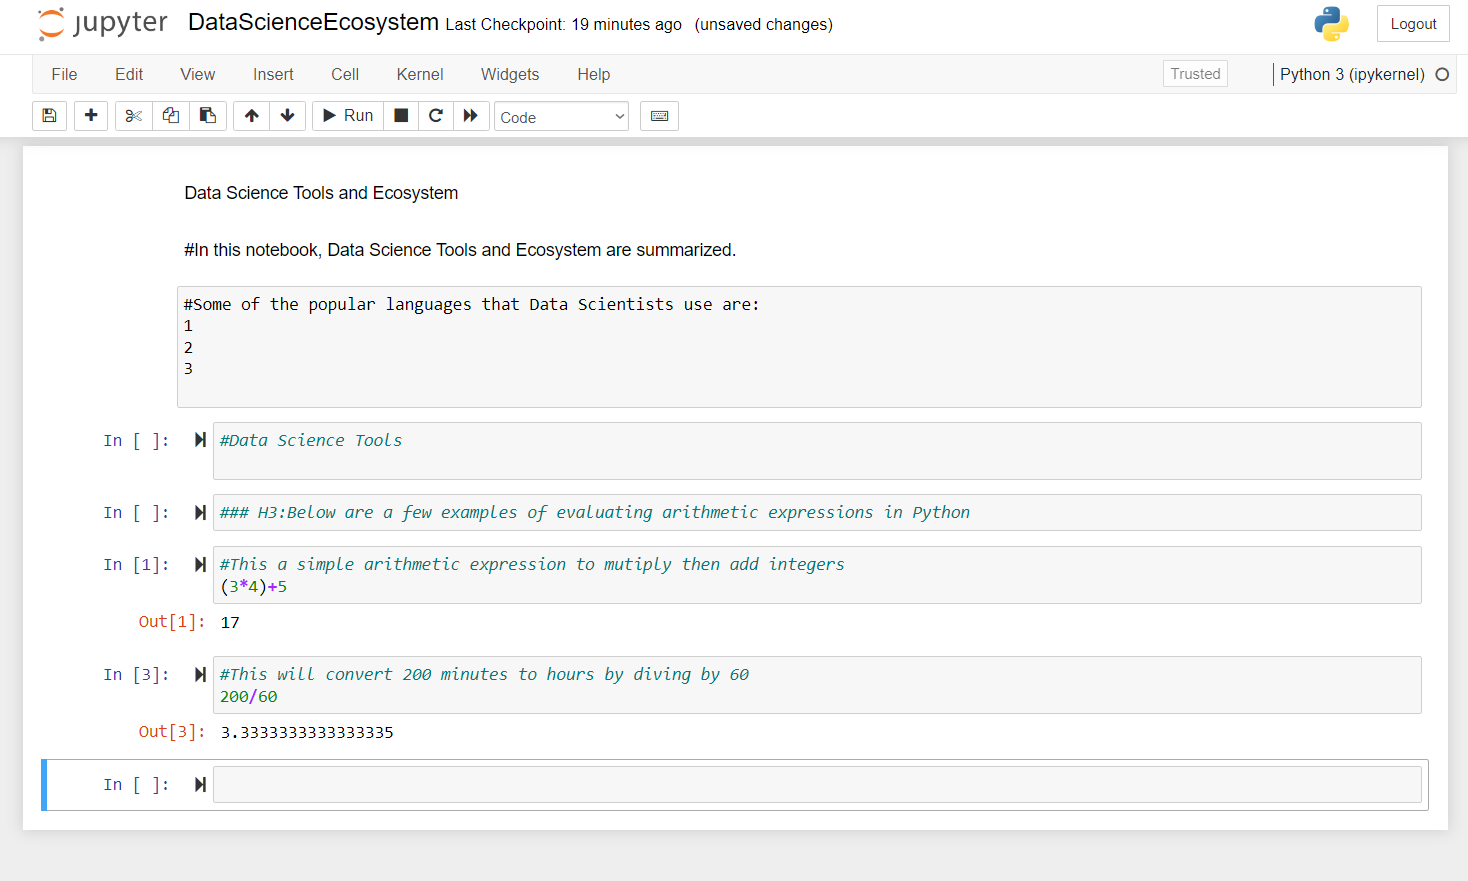 jupyter DataScienceEcosystem Last Checkpoint: 19 minutes ago (unsaved changes) Logout
File Edit View Insert Cell Kernel Widgets Help Trusted Python 3 (ipykernel)
Run Code
Data Science Tools and Ecosystem
#In this notebook, Data Science Tools and Ecosystem are summarized.
#Some of the popular languages that Data Scientists use are:
1
2
3
In [ ]: #Data Science Tools
In [ ]: ### H3:Below are a few examples of evaluating arithmetic expressions in Python
In [1]: #This a simple arithmetic expression to mutiply then add integers
(3*4)+5
Out[1]: 17
In [3]: #This will convert 200 minutes to hours by diving by 60
200/60
Out[3]: 3.3333333333333335
In [ ]: